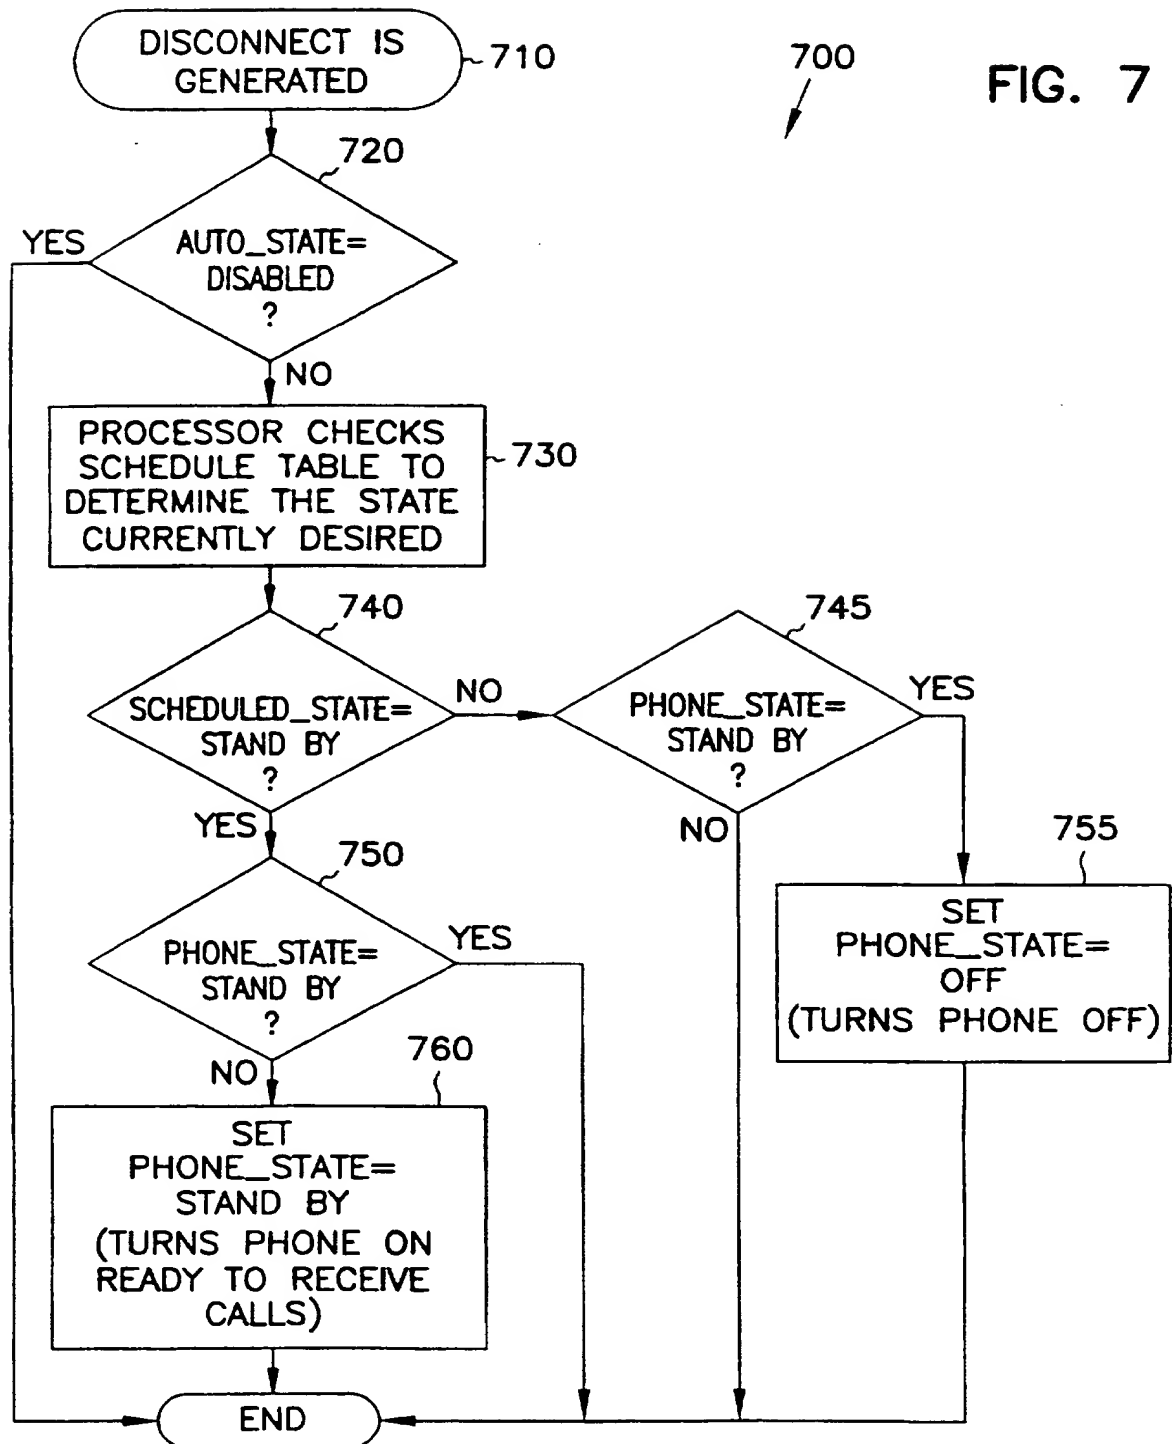 DISCONNECT IS
GENERATED
710
700
FIG. 7
720
YES
AUTO_STATE=
DISABLED
?
NO
PROCESSOR CHECKS
SCHEDULE TABLE TO
DETERMINE THE STATE
CURRENTLY DESIRED
730
740
SCHEDULED_STATE=
STAND BY
?
NO
745
PHONE_STATE=
STAND BY
?
YES
NO
YES
755
SET
PHONE_STATE=
OFF
(TURNS PHONE OFF)
750
PHONE_STATE=
STAND BY
?
YES
NO
760
SET
PHONE_STATE=
STAND BY
(TURNS PHONE ON
READY TO RECEIVE
CALLS)
END